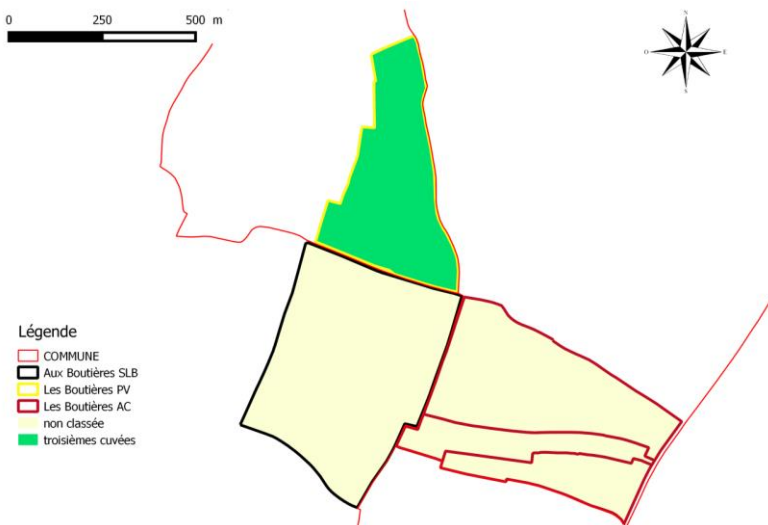 0 250 500 m
N
O E
S
Légende
COMMUNE
Aux Boutières SLB
Les Boutières PV
Les Boutières AC
non classée
troisièmes cuvées